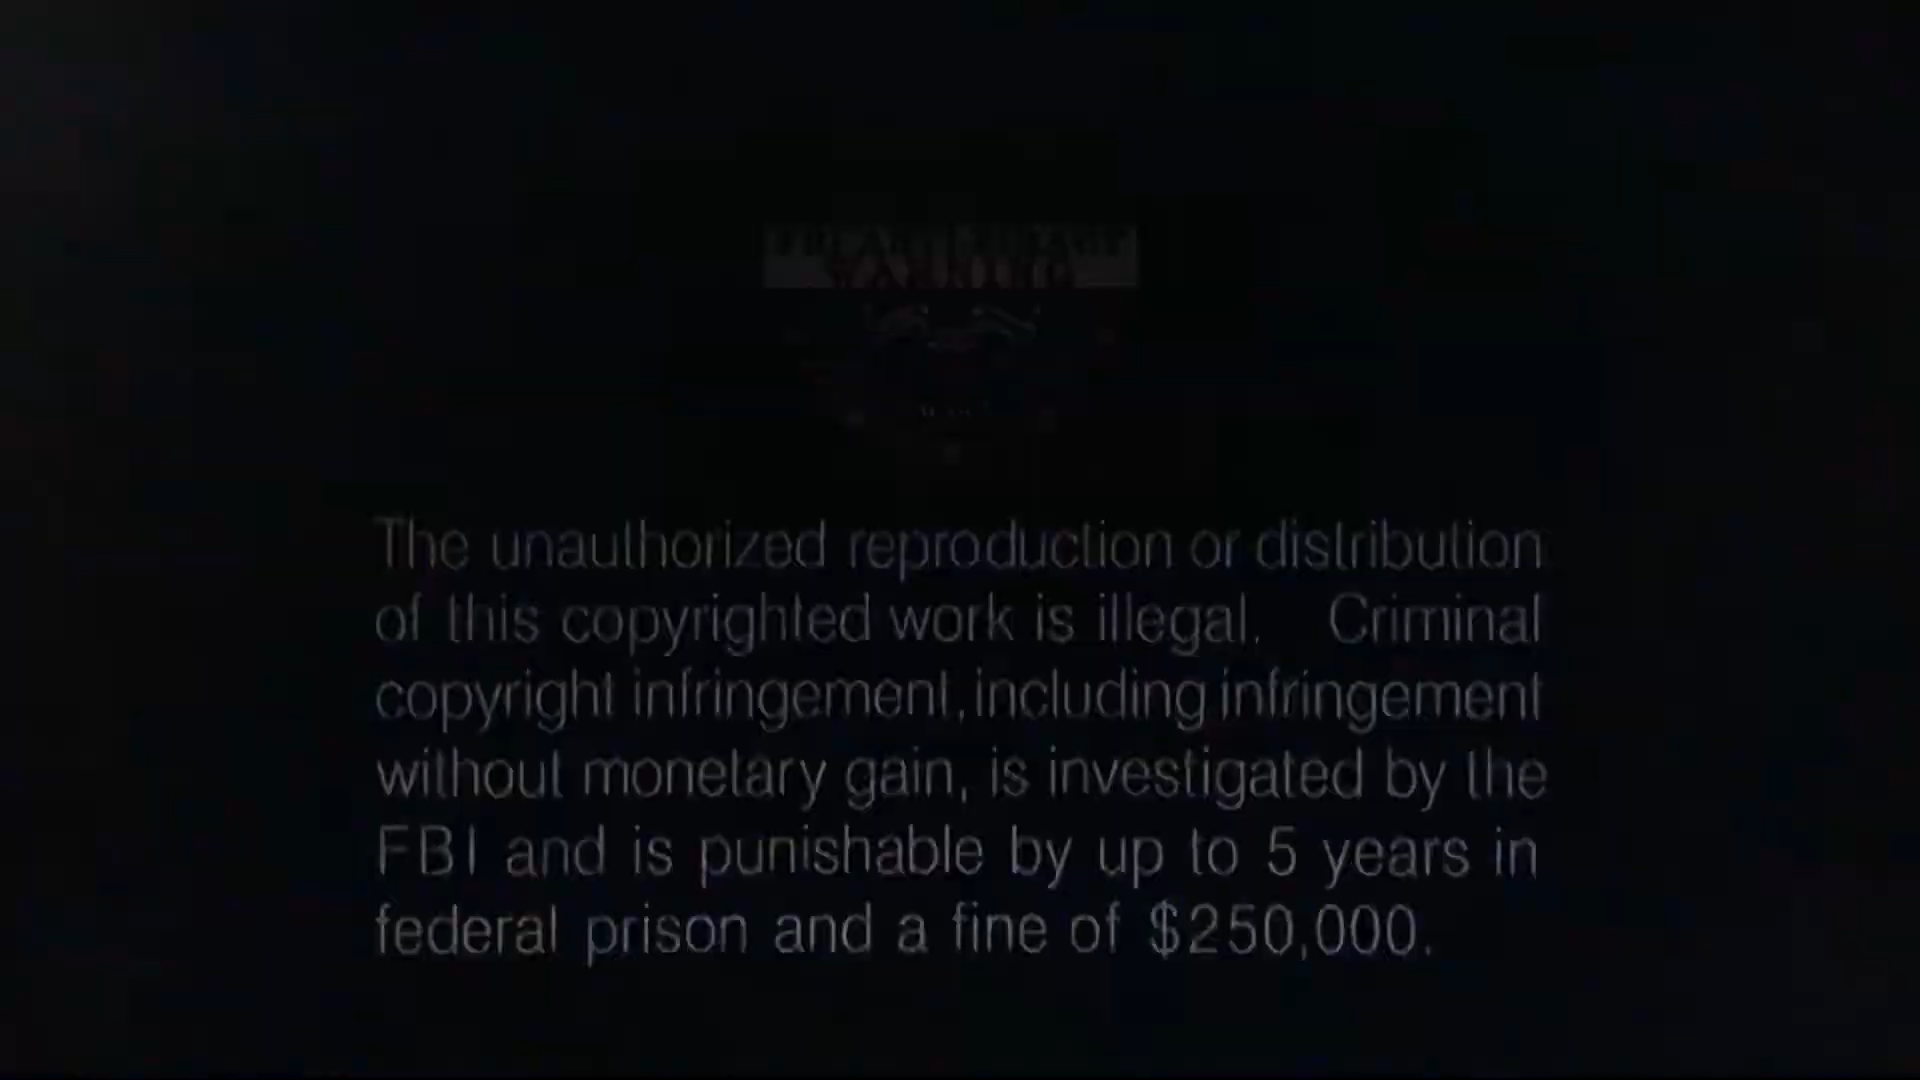 The unauthorized reproduction or distribution
of this copyrighted work is illegal. Criminal
copyright infringement, including infringement
without monetary gain, is investigated by the
FBI and is punishable by up to 5 years in
federal prison and a fine of $250,000.